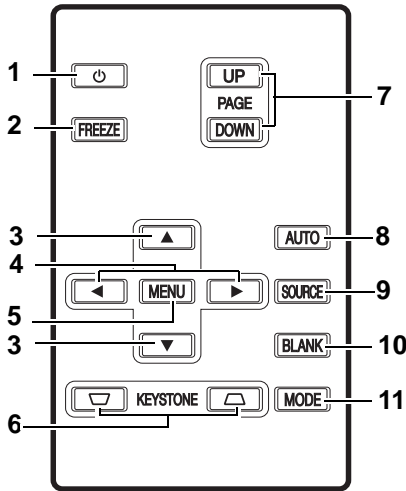 1
UP
7
PAGE
2 FREEZE
DOWN
3
AUTO 8
4
MENU
SOURCE 9
5
3
BLANK 10
KEYSTONE
MODE 11
6